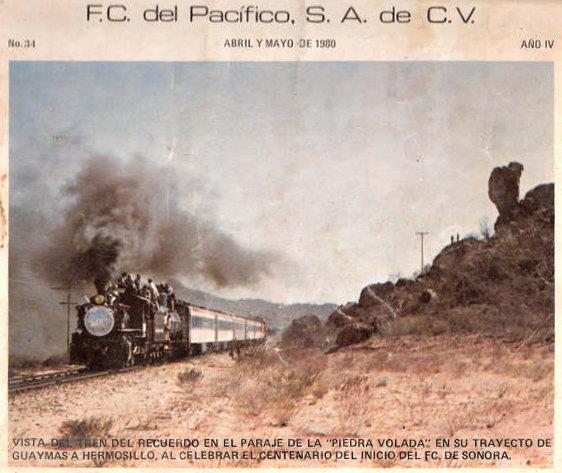 F.C. del Pacífico, S. A. de C.V.
No. 34 ABRIL Y MAYO DE 1980 AÑO IV
VISTA DEL TREN DEL RECUERDO EN EL PARAJE DE LA "PIEDRA VOLADA" EN SU TRAYECTO DE
GUAYMAS A HERMOSILLO, AL CELEBRAR EL CENTENARIO DEL INICIO DEL FC. DE SONORA.